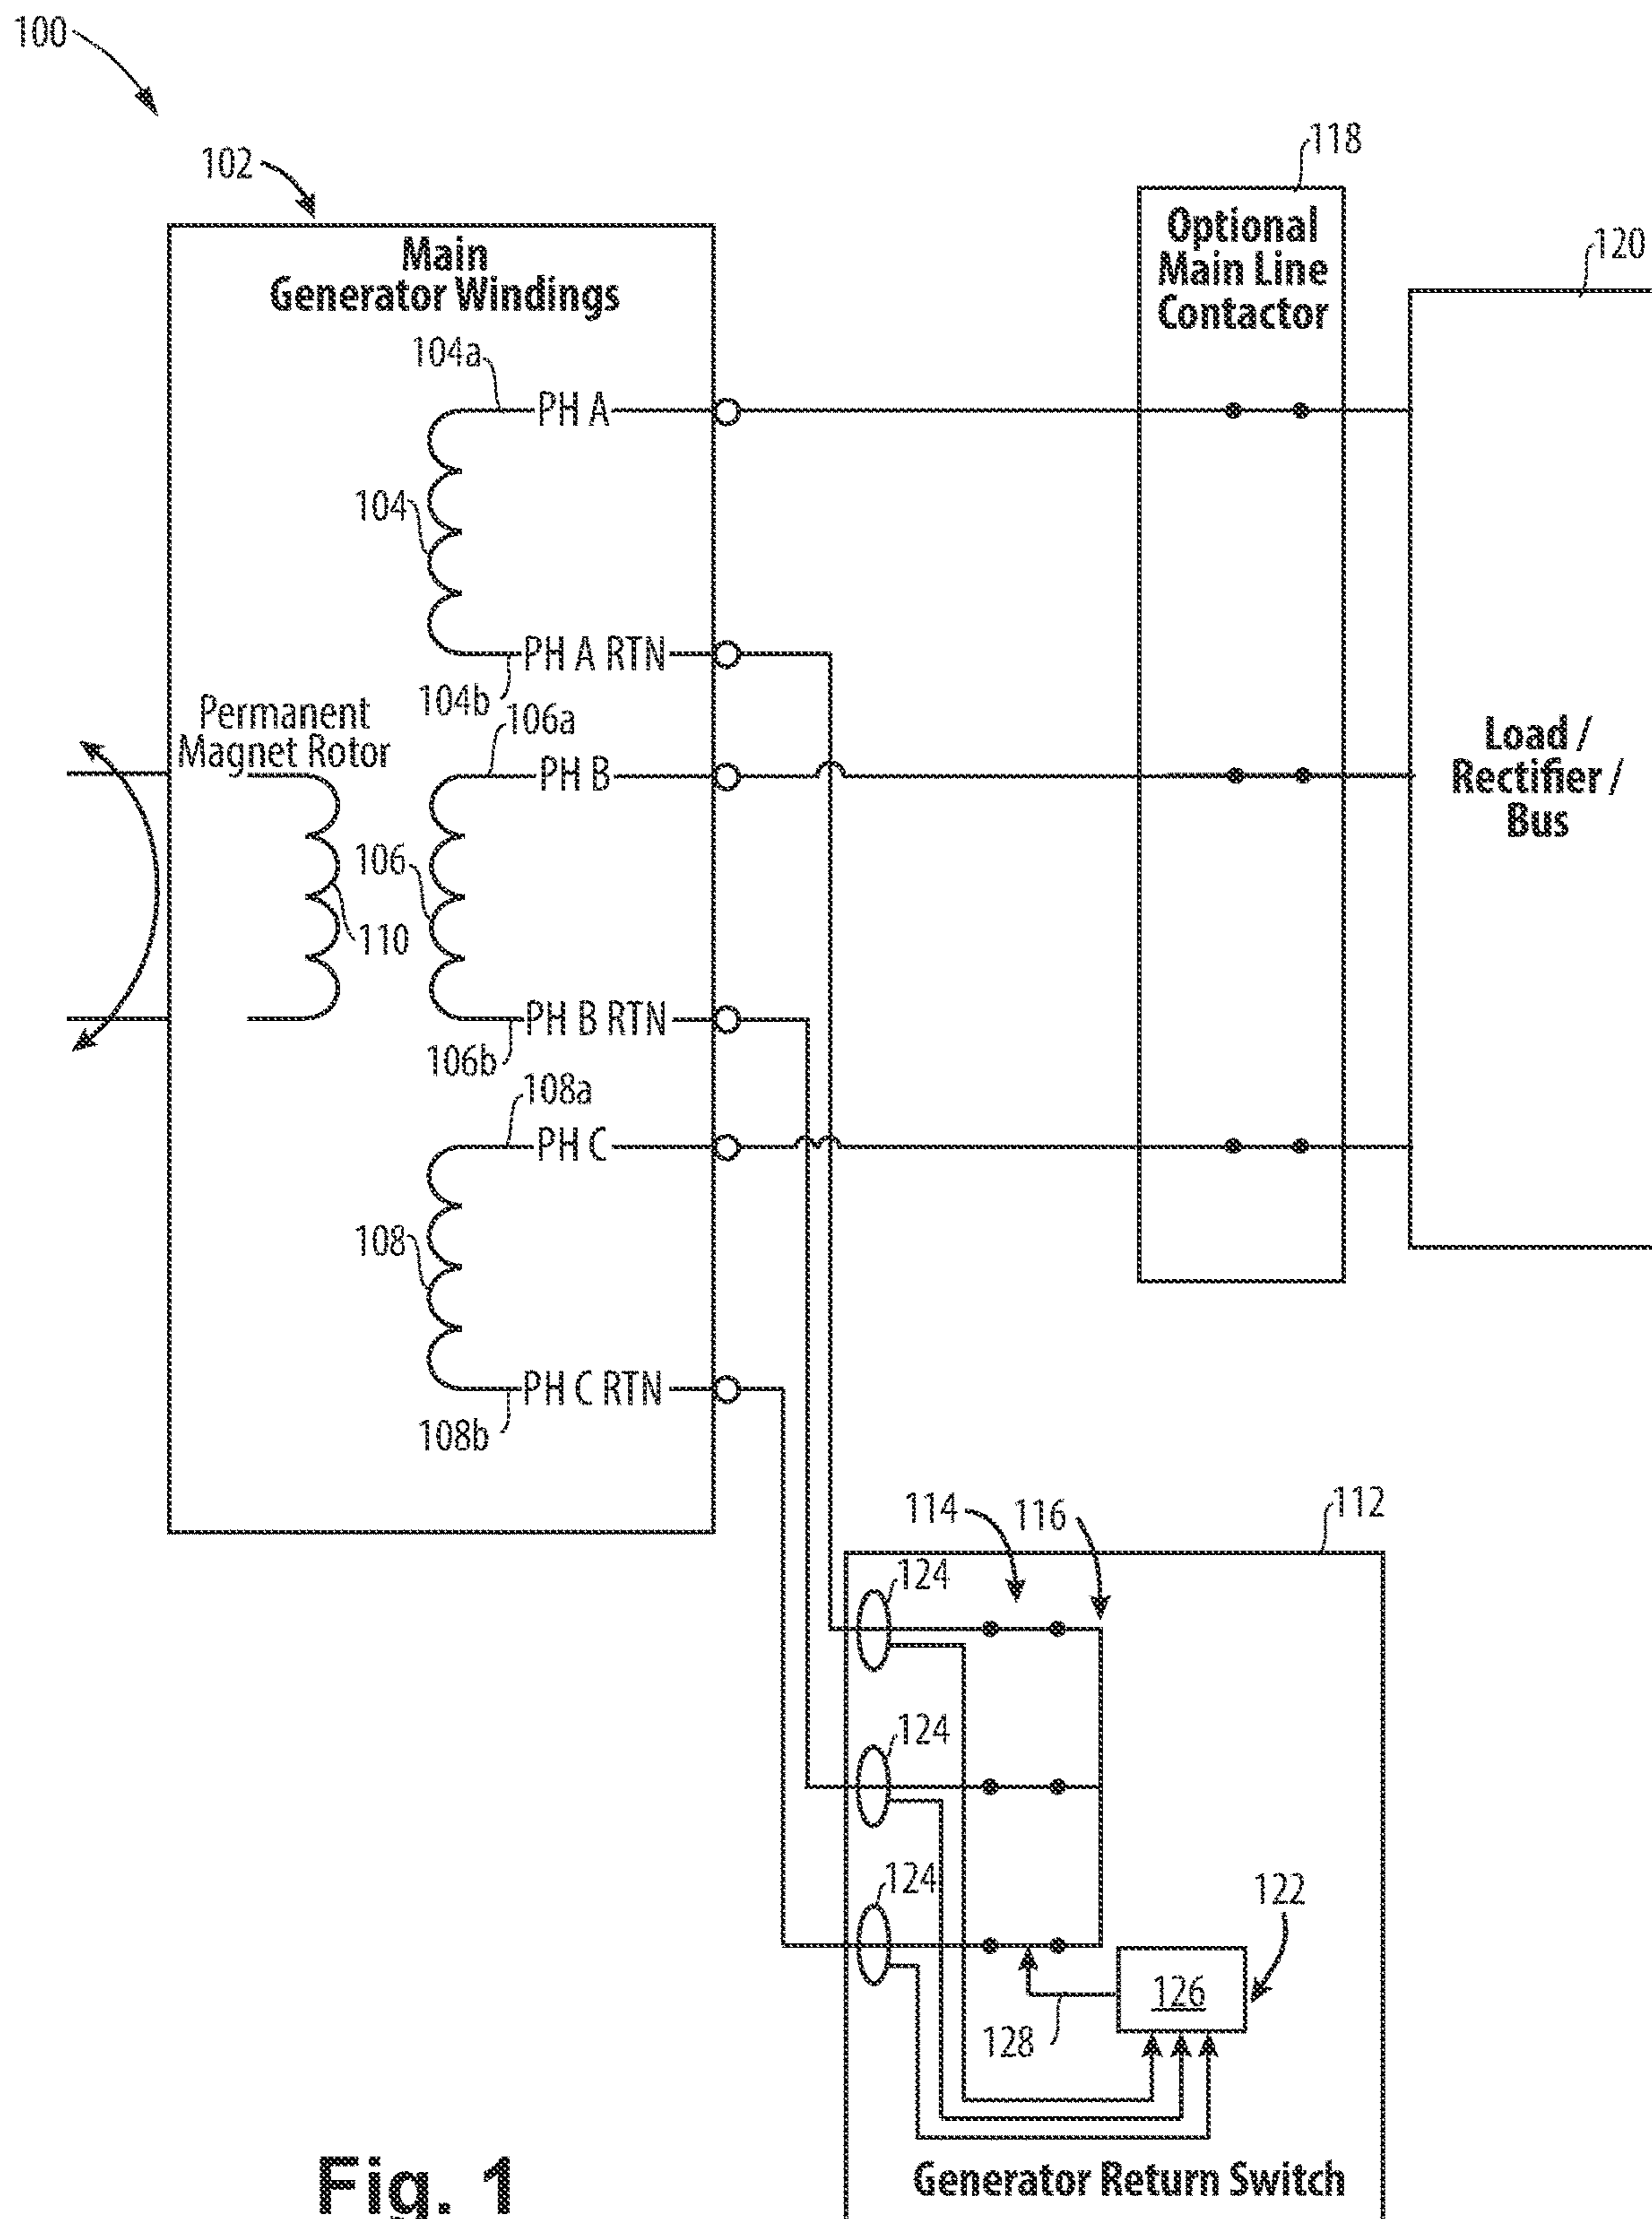 100
102
118
120
Main
Generator Windings
Optional
Main Line
Contactor
104a
PH A
104
PH A RTN
104b
Permanent
Magnet Rotor
106a
PH B
Load /
Rectifier /
Bus
106
110
PH B RTN
106b
108a
PH C
108
PH C RTN
108b
114
116
112
124
124
124
122
126
128
Generator Return Switch
Fig. 1